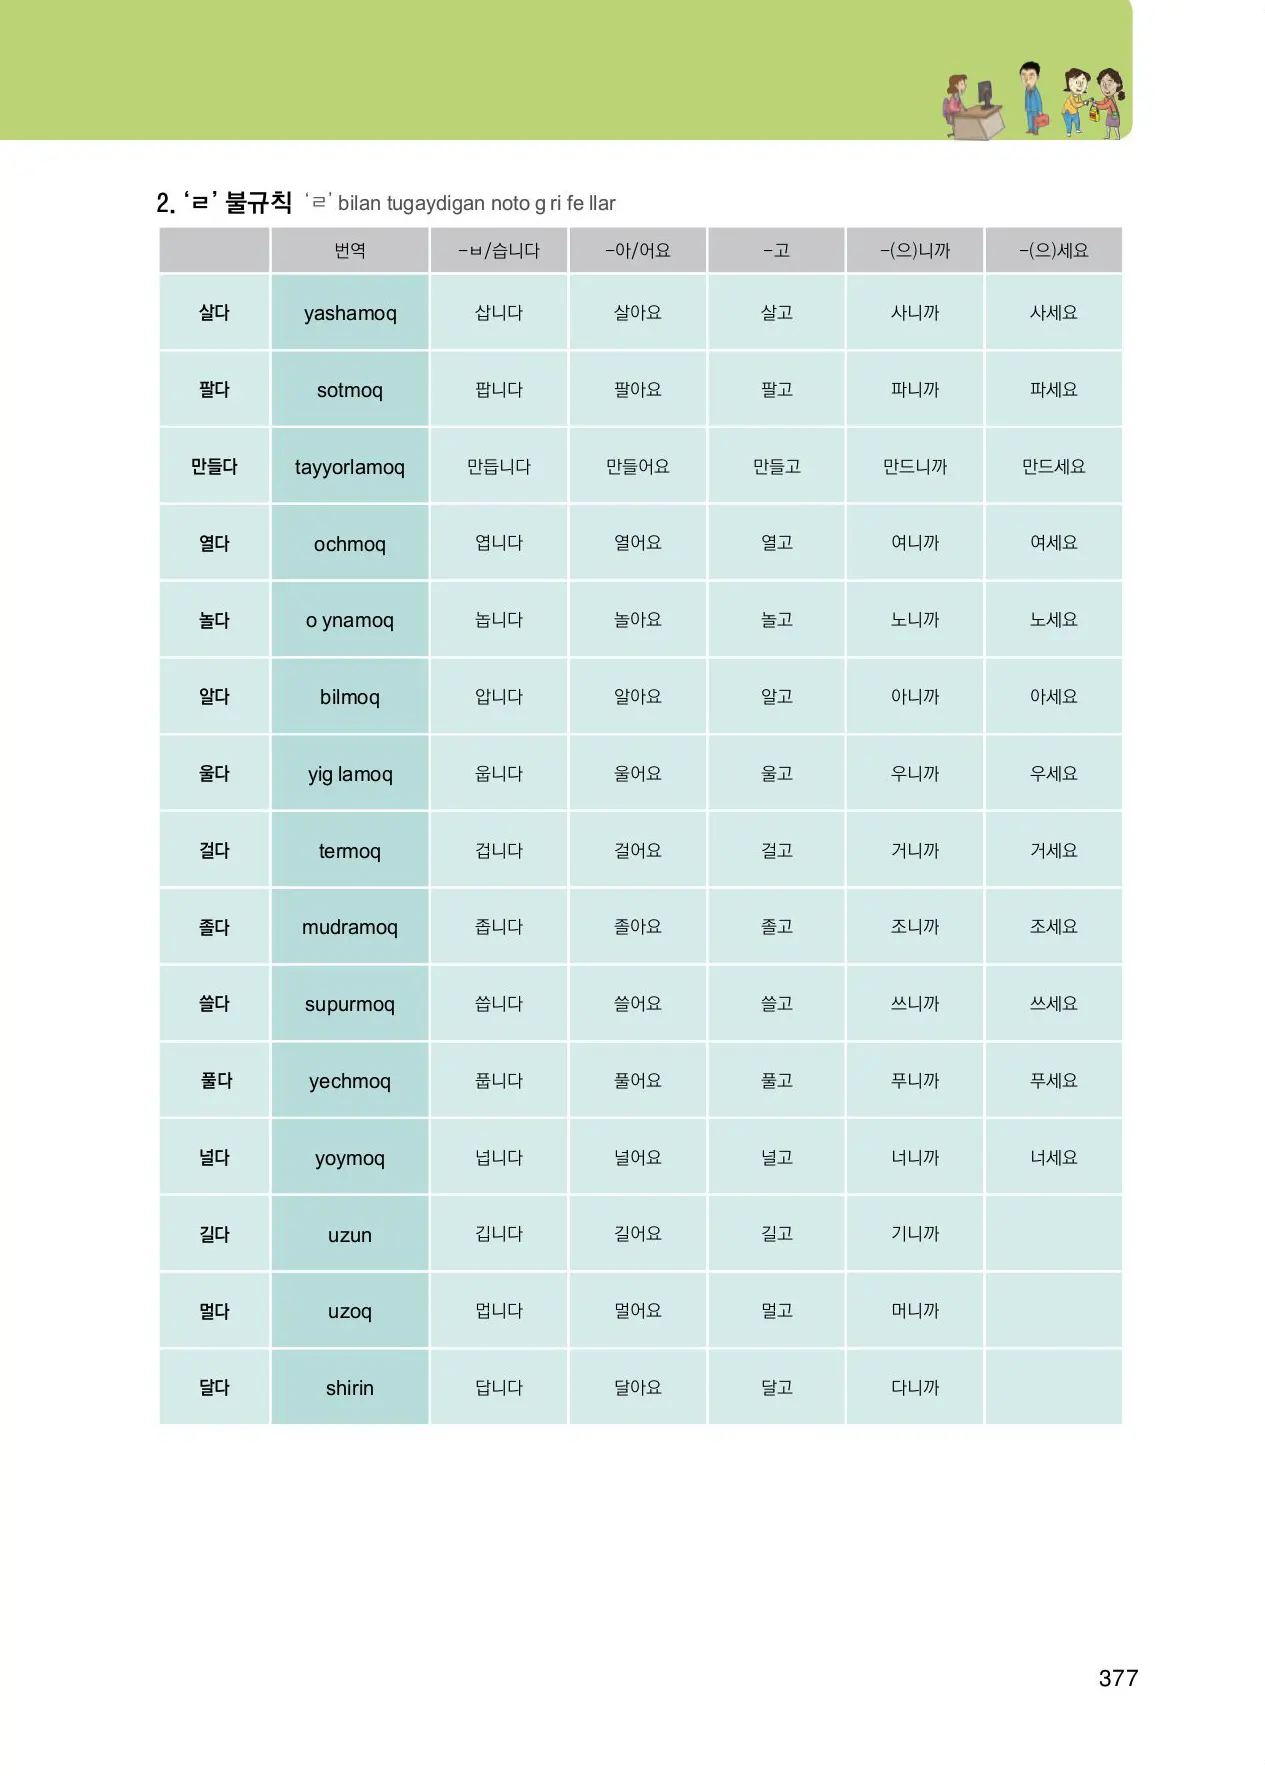 2. ‘ㄹ’ 불규칙 ‘ㄹ’ bilan tugaydigan noto g ri fe llar
번역 -ㅂ/습니다 -아/어요 -고 -(으)니까 -(으)세요
살다 yashamoq 삽니다 살아요 살고 사니까 사세요
팔다 sotmoq 팝니다 팔아요 팔고 파니까 파세요
만들다 tayyorlamoq 만듭니다 만들어요 만들고 만드니까 만드세요
열다 ochmoq 엽니다 열어요 열고 여니까 여세요
놀다 o ynamoq 놉니다 놀아요 놀고 노니까 노세요
알다 bilmoq 압니다 알아요 알고 아니까 아세요
울다 yig lamoq 웁니다 울어요 울고 우니까 우세요
걸다 termoq 겁니다 걸어요 걸고 거니까 거세요
졸다 mudramoq 좁니다 졸아요 졸고 조니까 조세요
쓸다 supurmoq 씁니다 쓸어요 쓸고 쓰니까 쓰세요
풀다 yechmoq 풉니다 풀어요 풀고 푸니까 푸세요
널다 yoymoq 넙니다 널어요 널고 너니까 너세요
길다 uzun 깁니다 길어요 길고 기니까
멀다 uzoq 멉니다 멀어요 멀고 머니까
달다 shirin 답니다 달아요 달고 다니까
377